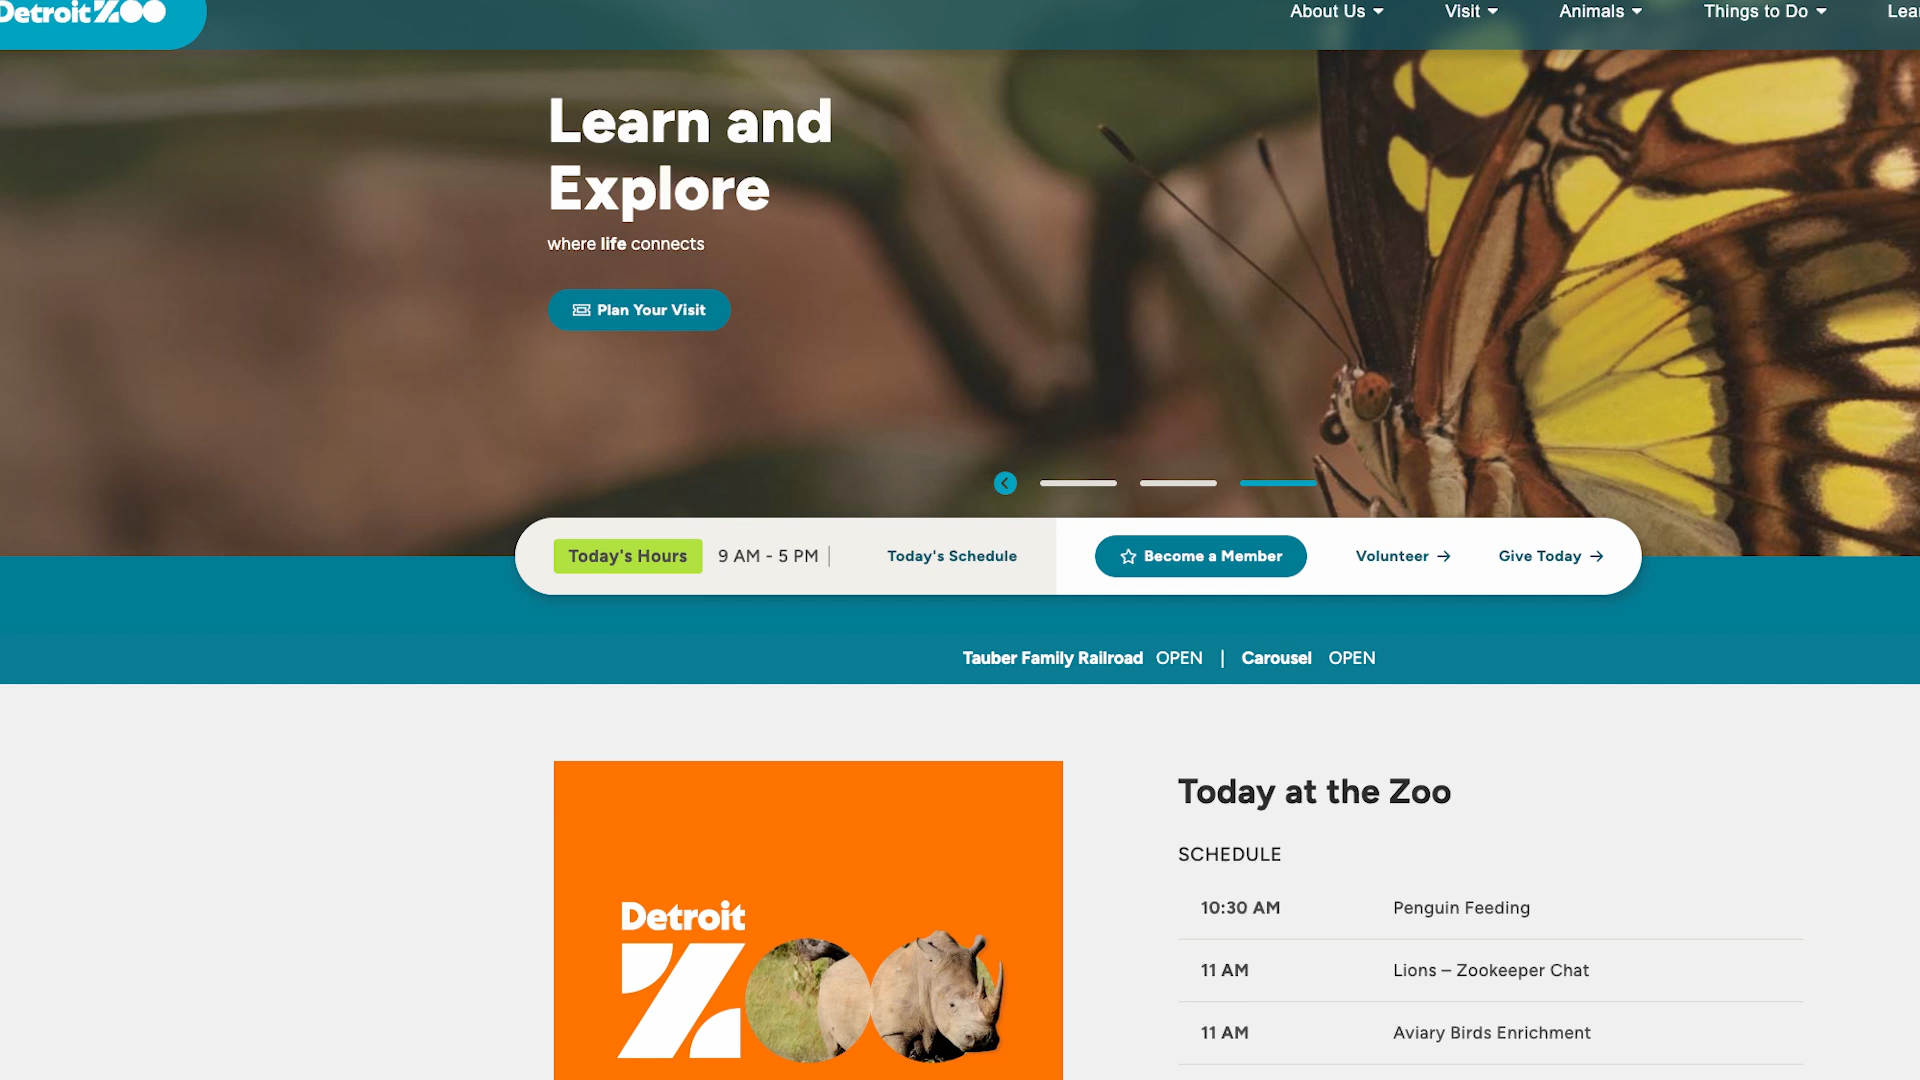 Detroit ZOO
About Us
Visit
Animals
Things to Do
Learn and
Explore
where life connects
Plan Your Visit
Today's Hours 9 AM - 5 PM
Today's Schedule
Become a Member
Volunteer →
Give Today →
Tauber Family Railroad OPEN | Carousel OPEN
Detroit
ZOO
Today at the Zoo
SCHEDULE
10:30 AM Penguin Feeding
11 AM Lions – Zookeeper Chat
11 AM Aviary Birds Enrichment